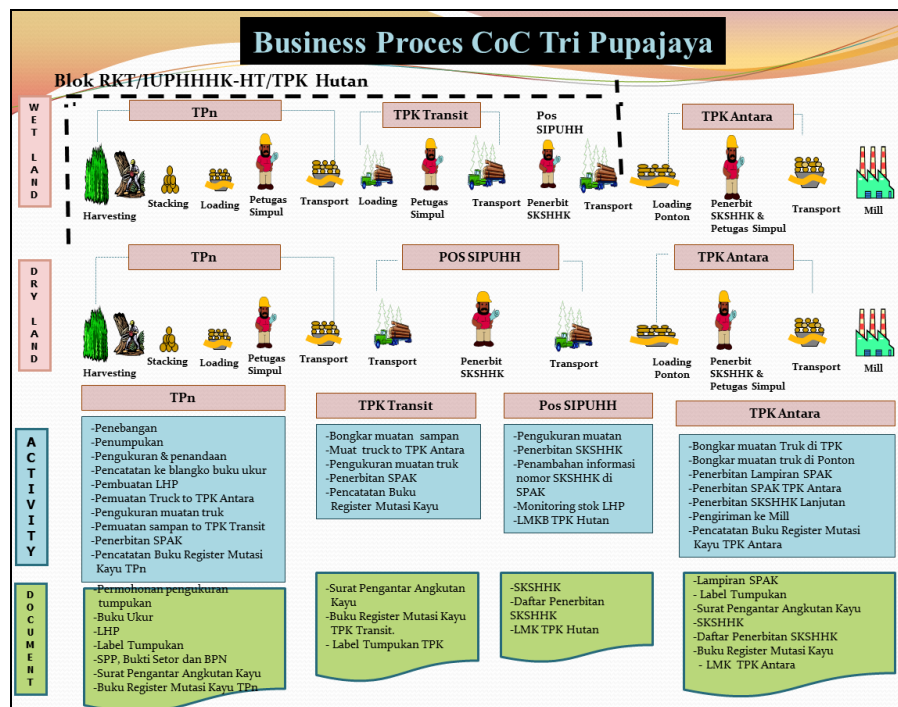 Business Proces CoC Tri Pupajaya
Blok RKT/IUPHHHK-HT/TPK Hutan
WET LAND
TPn
TPK Transit
Pos
SIPUHH
TPK Antara
Harvesting
Stacking
Loading
Petugas
Simpul
Transport
Loading
Petugas
Simpul
Transport
Penerbit
SKSHHK
Transport
Loading
Ponton
Penerbit
SKSHHK &
Petugas Simpul
Transport
Mill
DRY LAND
TPn
POS SIPUHH
TPK Antara
Harvesting
Stacking
Loading
Petugas
Simpul
Transport
Transport
Penerbit
SKSHHK
Transport
Loading
Ponton
Penerbit
SKSHHK &
Petugas Simpul
Transport
Mill
ACTIVITY
TPn
-Penebangan
-Penumpukan
-Pengukuran & penandaan
-Pencatatan ke blangko buku ukur
-Pembuatan LHP
-Pemuatan Truck to TPK Antara
-Pengukuran muatan truk
-Pemuatan sampan to TPK Transit
-Penerbitan SPAK
-Pencatatan Buku Register Mutasi
Kayu TPn
TPK Transit
-Bongkar muatan sampan
-Muat truck to TPK Antara
-Pengukuran muatan truk
-Penerbitan SPAK
-Pencatatan Buku
Register Mutasi Kayu
Pos SIPUHH
-Pengukuran muatan
-Penerbitan SKSHHK
-Penambahan informasi
nomor SKSHHK di
SPAK
-Monitoring stok LHP
-LMKB TPK Hutan
TPK Antara
-Bongkar muatan Truk di TPK
-Bongkar muatan truk di Ponton
-Penerbitan Lampiran SPAK
-Penerbitan SPAK TPK Antara
-Penerbitan SKSHHK Lanjutan
-Pengiriman ke Mill
-Pencatatan Buku Register Mutasi
Kayu TPK Antara
DOCUMENT
-Permohonan pengukuran
tumpukan
-Buku Ukur
-LHP
-Label Tumpukan
-SPP, Bukti Setor dan BPN
-Surat Pengantar Angkutan Kayu
-Buku Register Mutasi Kayu TPn
-Surat Pengantar Angkutan
Kayu
-Buku Register Mutasi Kayu
TPK Transit.
- Label Tumpukan TPK
-SKSHHK
-Daftar Penerbitan
SKSHHK
-LMK TPK Hutan
-Lampiran SPAK
- Label Tumpukan
-Surat Pengantar Angkutan Kayu
-SKSHHK
-Daftar Penerbitan SKSHHK
-Buku Register Mutasi Kayu
- LMK TPK Antara